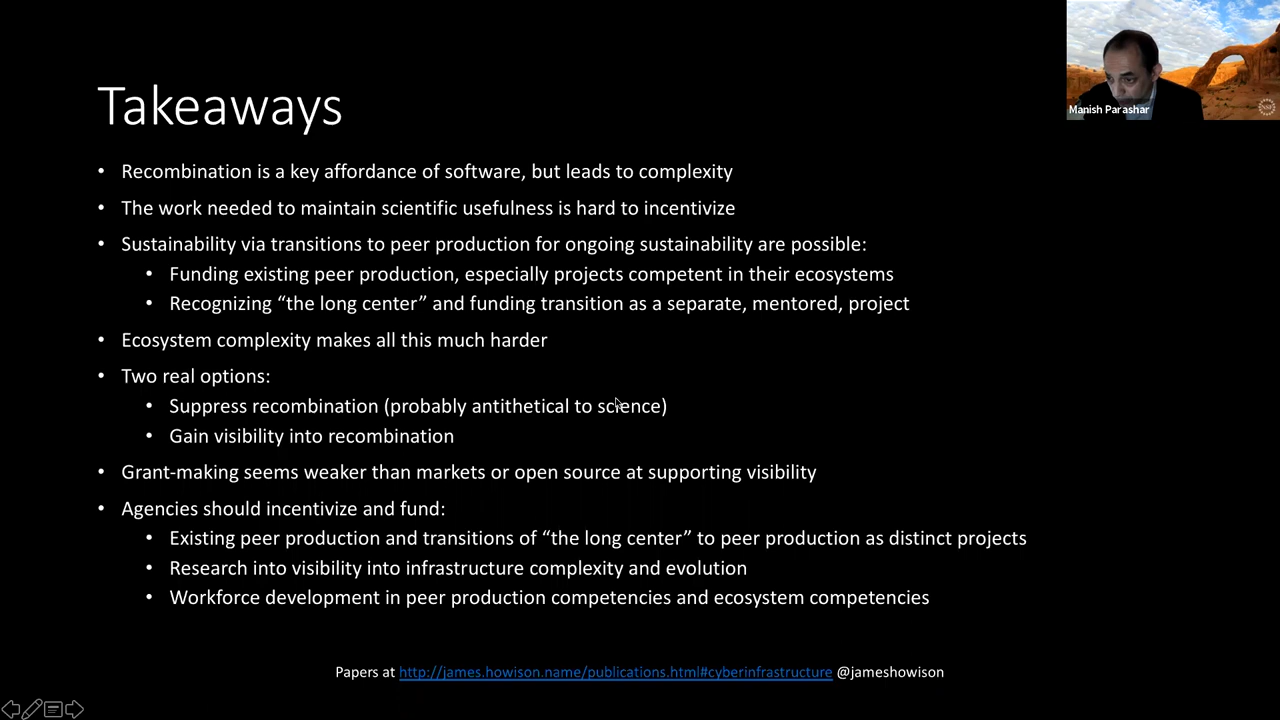 Takeaways
Manish Parashar
• Recombination is a key affordance of software, but leads to complexity
• The work needed to maintain scientific usefulness is hard to incentivize
• Sustainability via transitions to peer production for ongoing sustainability are possible:
• Funding existing peer production, especially projects competent in their ecosystems
• Recognizing “the long center” and funding transition as a separate, mentored, project
• Ecosystem complexity makes all this much harder
• Two real options:
• Suppress recombination (probably antithetical to science)
• Gain visibility into recombination
• Grant-making seems weaker than markets or open source at supporting visibility
• Agencies should incentivize and fund:
• Existing peer production and transitions of “the long center” to peer production as distinct projects
• Research into visibility into infrastructure complexity and evolution
• Workforce development in peer production competencies and ecosystem competencies
Papers at http://james.howison.name/publications.html#cyberinfrastructure @jameshowison